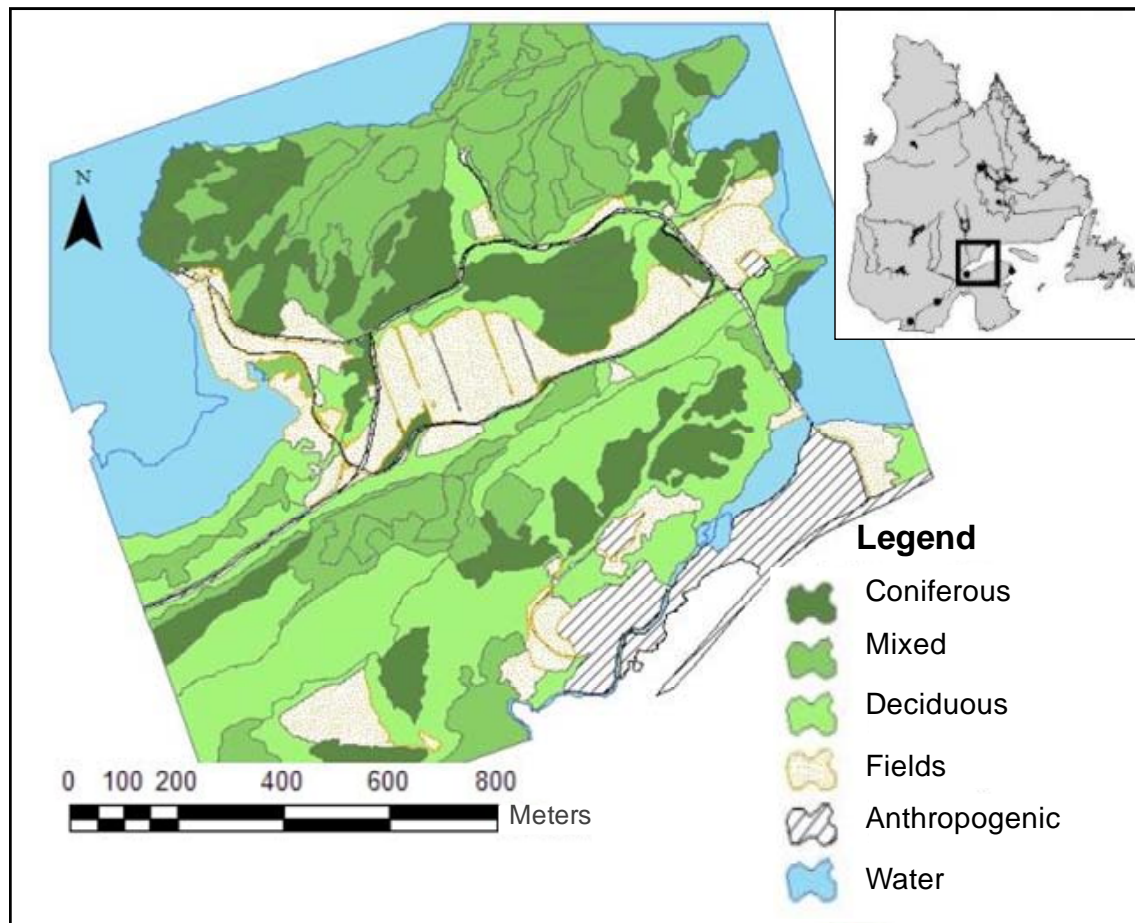 N
Legend
Coniferous
Mixed
Deciduous
Fields
Anthropogenic
Water
0 100 200 400 600 800
Meters